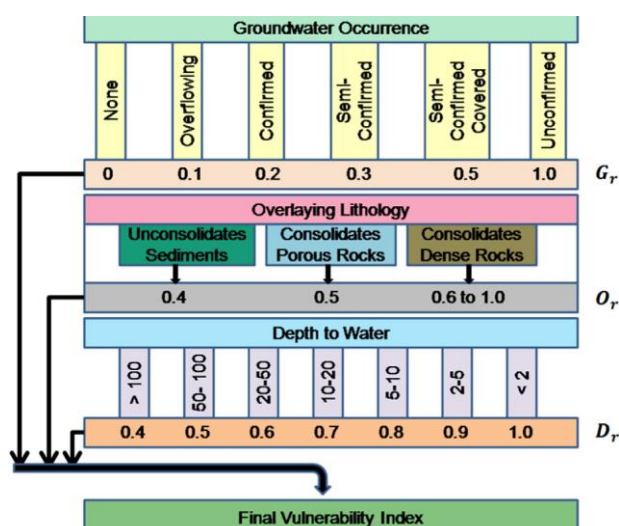 Groundwater Occurrence
None
Overflowing
Confirmed
Semi-
Confirmed
Semi-
Confirmed
Covered
Unconfirmed
0 0.1 0.2 0.3 0.5 1.0 Gr
Overlaying Lithology
Unconsolidates
Sediments
Consolidates
Porous Rocks
Consolidates
Dense Rocks
0.4 0.5 0.6 to 1.0 Or
Depth to Water
> 100
50- 100
20-50
10-20
5-10
2-5
< 2
0.4 0.5 0.6 0.7 0.8 0.9 1.0 Dr
Final Vulnerability Index